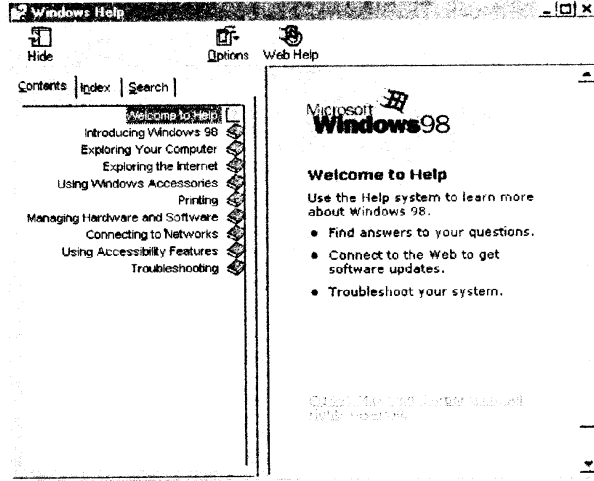 Windows Help
Hide
Options
Web Help
Contents
Index
Search
Welcome to Help
Introducing Windows 98
Exploring Your Computer
Exploring the Internet
Using Windows Accessories
Printing
Managing Hardware and Software
Connecting to Networks
Using Accessibility Features
Troubleshooting
Microsoft
Windows98
Welcome to Help
Use the Help system to learn more
about Windows 98.
• Find answers to your questions.
• Connect to the Web to get
software updates.
• Troubleshoot your system.